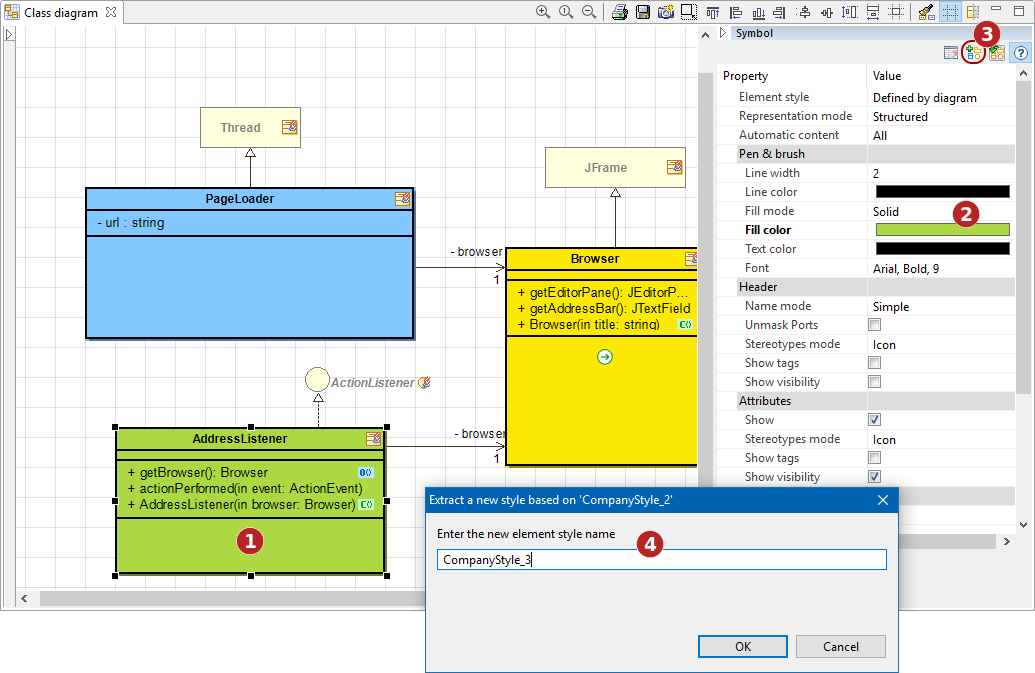 Class diagram
Thread
PageLoader
- url : string
JFrame
- browser
1
Browser
+ getEditorPane(): JEditorP...
+ getAddressBar(): JTextField
+ Browser(in title: string)
C()
ActionListener
AddressListener
+ getBrowser(): Browser
O()
+ actionPerformed(in event: ActionEvent)
+ AddressListener(in browser: Browser)
C()
1
- browser
1
Symbol
3
?
Property Value
Element style Defined by diagram
Representation mode Structured
Automatic content All
Pen & brush
Line width 2
Line color
Fill mode Solid
2
Fill color
Text color
Font Arial, Bold, 9
Header
Name mode Simple
Unmask Ports
Stereotypes mode Icon
Show tags
Show visibility
Attributes
Show
Stereotypes mode Icon
Show tags
Show visibility
Extract a new style based on 'CompanyStyle_2'
Enter the new element style name
4
CompanyStyle_3
OK Cancel